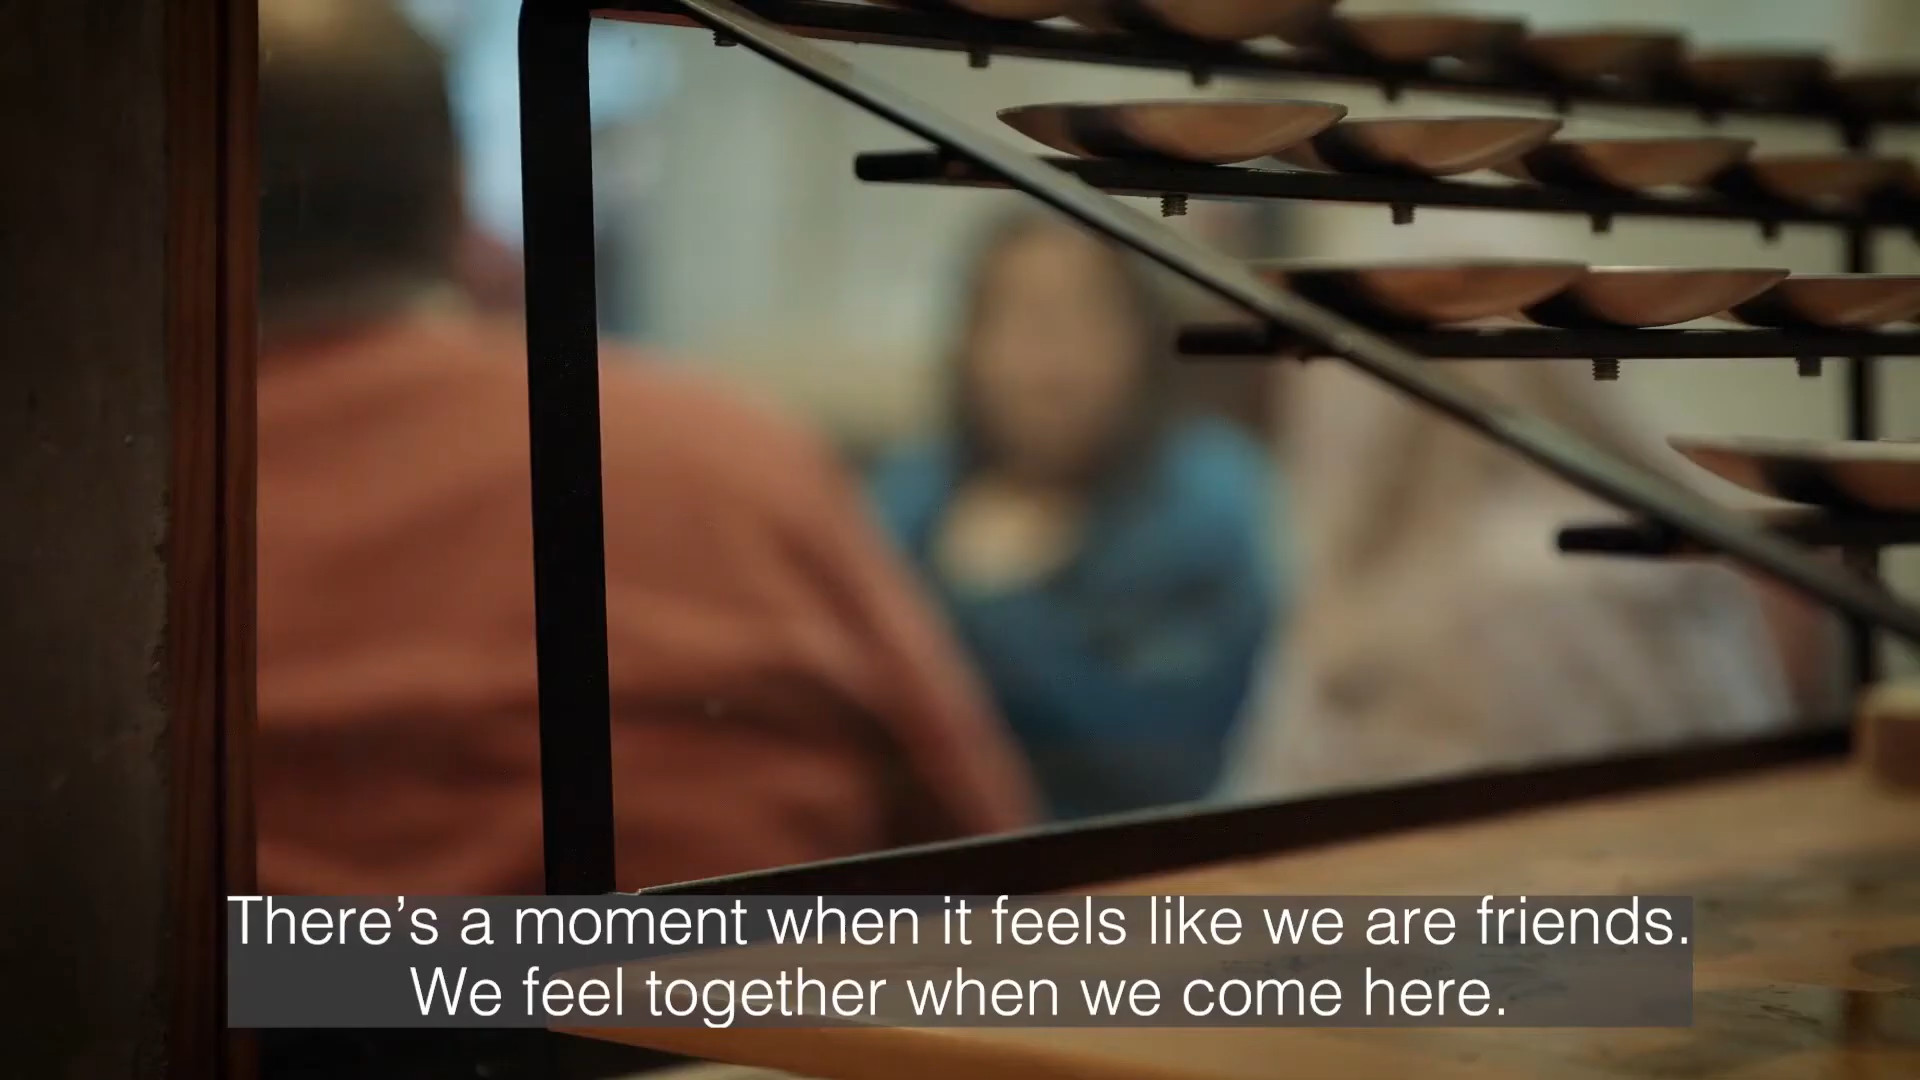 There’s a moment when it feels like we are friends.
We feel together when we come here.